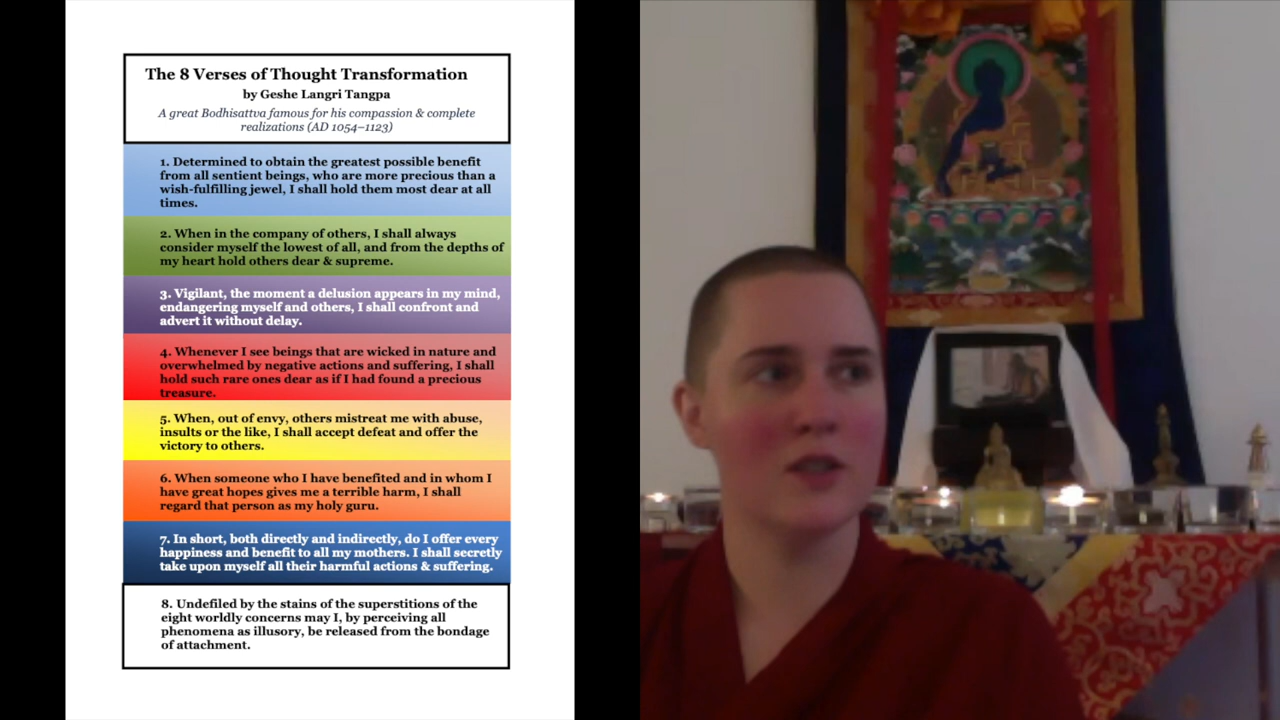 The 8 Verses of Thought Transformation
by Geshe Langri Tangpa
A great Bodhisattva famous for his compassion & complete
realizations (AD 1054–1123)
1. Determined to obtain the greatest possible benefit
from all sentient beings, who are more precious than a
wish-fulfilling jewel, I shall hold them most dear at all
times.
2. When in the company of others, I shall always
consider myself the lowest of all, and from the depths of
my heart hold others dear & supreme.
3. Vigilant, the moment a delusion appears in my mind,
endangering myself and others, I shall confront and
advert it without delay.
4. Whenever I see beings that are wicked in nature and
overwhelmed by negative actions and suffering, I shall
hold such rare ones dear as if I had found a precious
treasure.
5. When, out of envy, others mistreat me with abuse,
insults or the like, I shall accept defeat and offer the
victory to others.
6. When someone who I have benefited and in whom I
have great hopes gives me a terrible harm, I shall
regard that person as my holy guru.
7. In short, both directly and indirectly, do I offer every
happiness and benefit to all my mothers. I shall secretly
take upon myself all their harmful actions & suffering.
8. Undefiled by the stains of the superstitions of the
eight worldly concerns may I, by perceiving all
phenomena as illusory, be released from the bondage
of attachment.